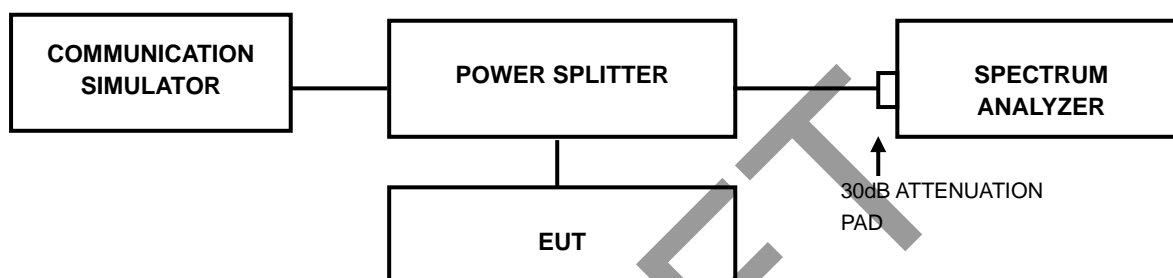 COMMUNICATION
SIMULATOR
POWER SPLITTER
SPECTRUM
ANALYZER
30dB ATTENUATION
PAD
EUT